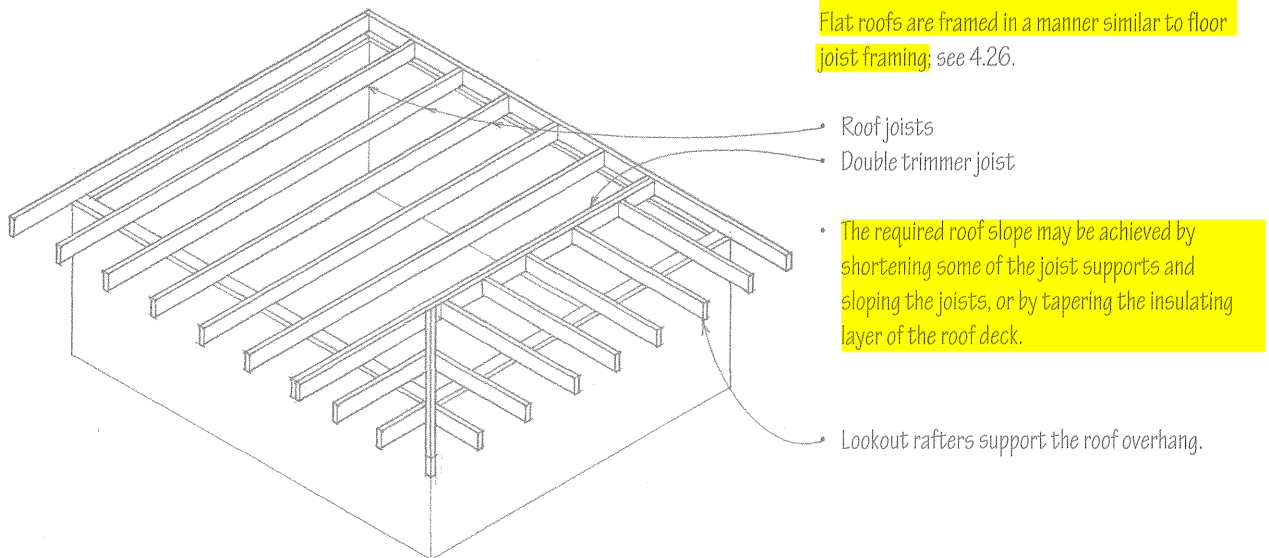 Flat roofs are framed in a manner similar to floor
joist framing; see 4.26.
• Roof joists
• Double trimmer joist
• The required roof slope may be achieved by
shortening some of the joist supports and
sloping the joists, or by tapering the insulating
layer of the roof deck.
• Lookout rafters support the roof overhang.